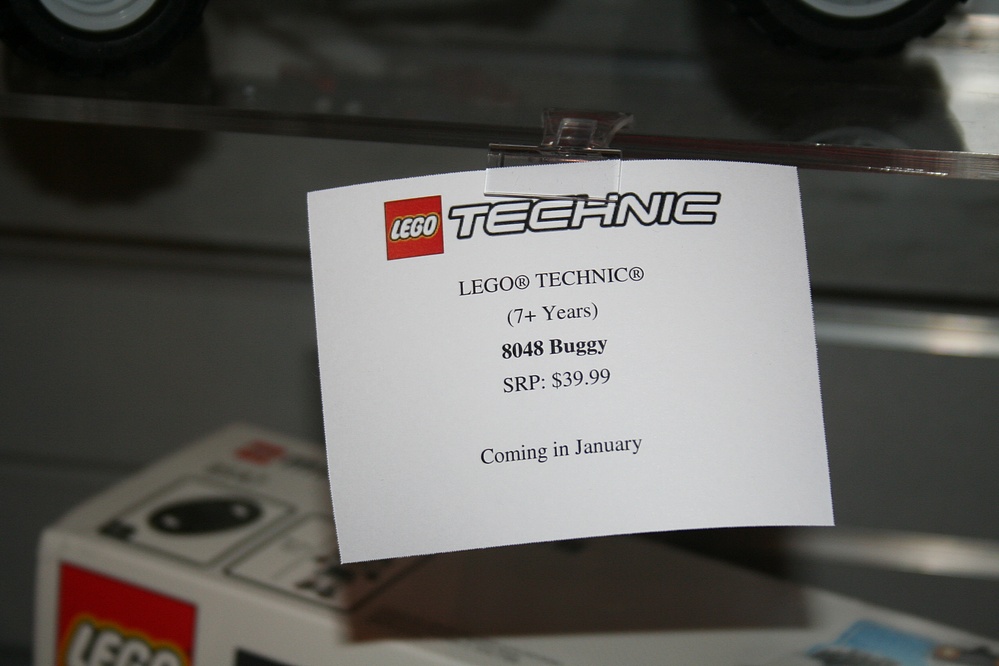 LEGO TECHNIC
LEGO® TECHNIC®
(7+ Years)
8048 Buggy
SRP: $39.99
Coming in January
LEGO